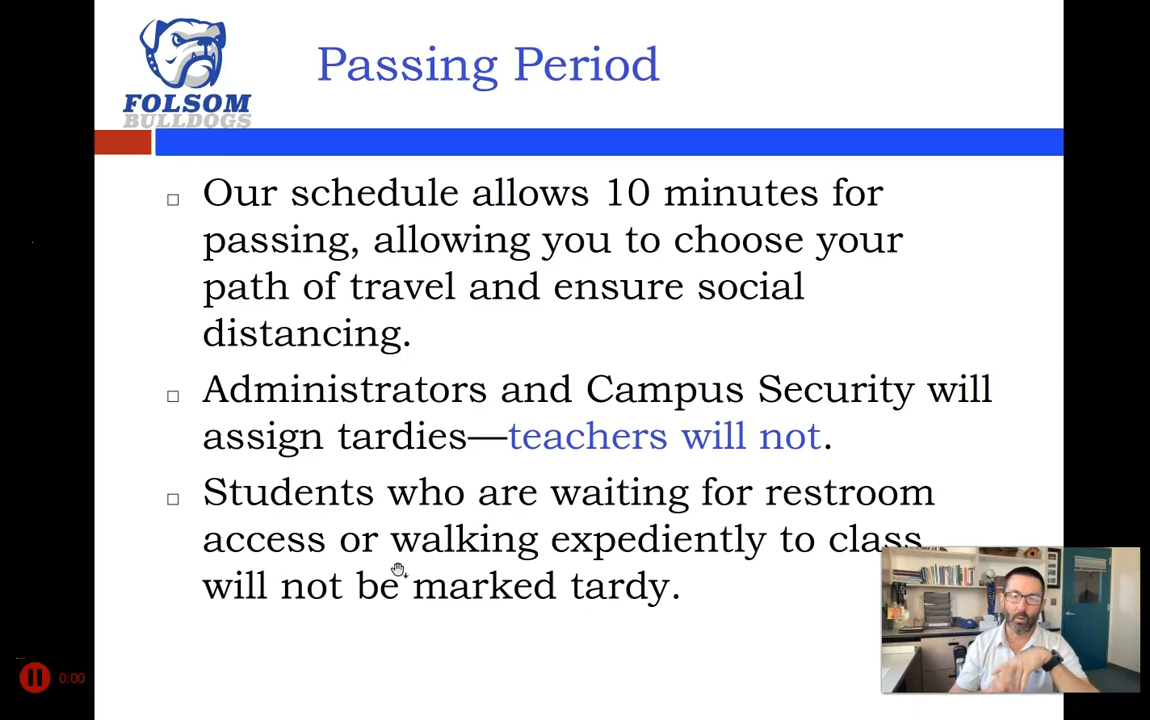 Passing Period
FOLSOM
BULLDOGS
Our schedule allows 10 minutes for
passing, allowing you to choose your
path of travel and ensure social
distancing.
Administrators and Campus Security will
assign tardies—teachers will not.
Students who are waiting for restroom
access or walking expediently to class
will not be marked tardy.
0:00